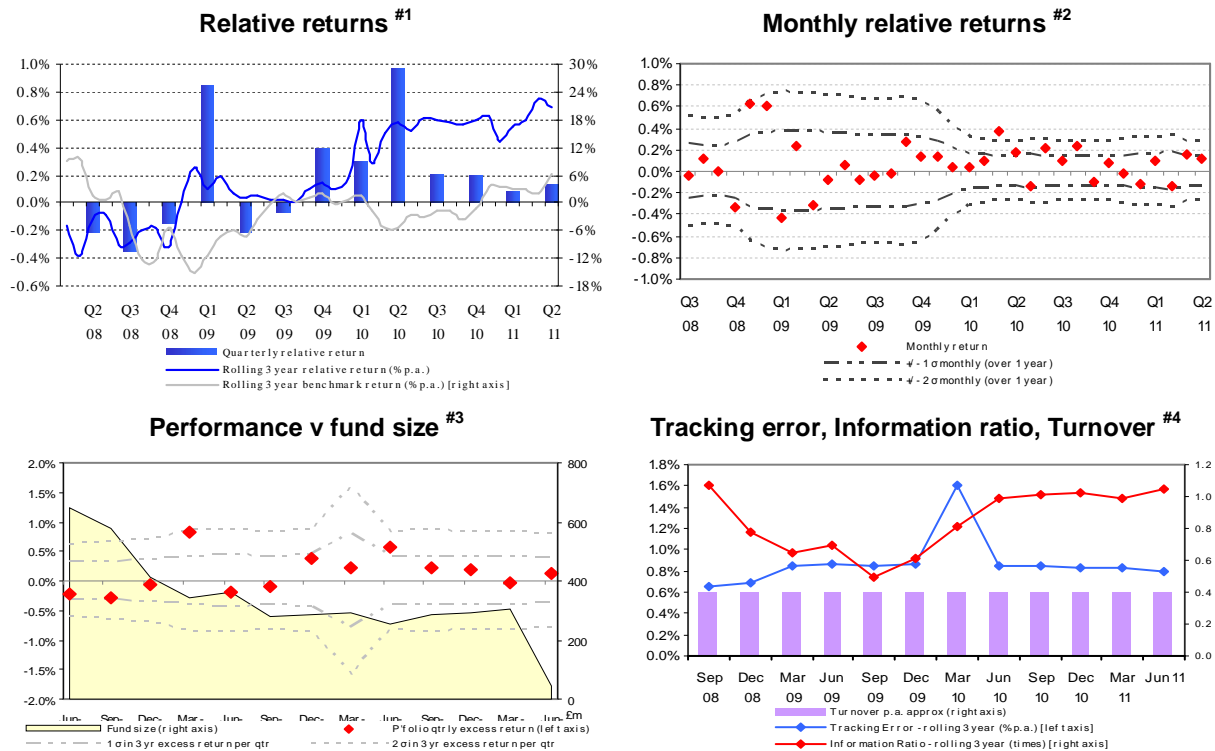 Relative returns #1
1.0%
0.8%
0.6%
0.4%
0.2%
0.0%
-0.2%
-0.4%
-0.6%
30%
24%
18%
12%
6%
0%
-6%
-12%
-18%
Q2 Q3 Q4 Q1 Q2 Q3 Q4 Q1 Q2 Q3 Q4 Q1 Q2
08 08 08 09 09 09 09 10 10 10 10 11 11
Quarterly relative return
Rolling 3 year relative return (% p.a.)
Rolling 3 year benchmark return (% p.a.) [right axis]
Monthly relative returns #2
1.0%
0.8%
0.6%
0.4%
0.2%
0.0%
-0.2%
-0.4%
-0.6%
-0.8%
-1.0%
Q3 Q4 Q1 Q2 Q3 Q4 Q1 Q2 Q3 Q4 Q1 Q2
08 08 09 09 09 09 10 10 10 10 11 11
Monthly return
+/- 1 σ monthly (over 1 year)
+/- 2 σ monthly (over 1 year)
Performance v fund size #3
2.0%
1.5%
1.0%
0.5%
0.0%
-0.5%
-1.0%
-1.5%
-2.0%
800
600
400
200
0
£m
Jun- Sep- Dec- Mar- Jun- Sep- Dec- Mar- Jun- Sep- Dec- Mar- Jun-
Fund size (right axis)
P'folio qtrly excess return (left axis)
1 σ in 3 yr excess return per qtr
2 σ in 3 yr excess return per qtr
Tracking error, Information ratio, Turnover #4
1.8%
1.6%
1.4%
1.2%
1.0%
0.8%
0.6%
0.4%
0.2%
0.0%
1.2
1.0
0.8
0.6
0.4
0.2
0.0
Sep Dec Mar Jun Sep Dec Mar Jun Sep Dec Mar Jun 11
08 08 09 09 09 09 10 10 10 10 11
Turnover p.a. approx (right axis)
Tracking Error - rolling 3 year (% p.a.) [left axis]
Information Ratio - rolling 3 year (times) [right axis]